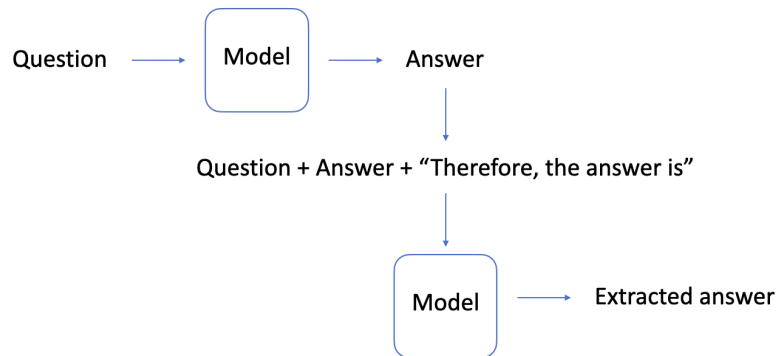 Question
Model
Answer
Question + Answer + “Therefore, the answer is”
Model
Extracted answer